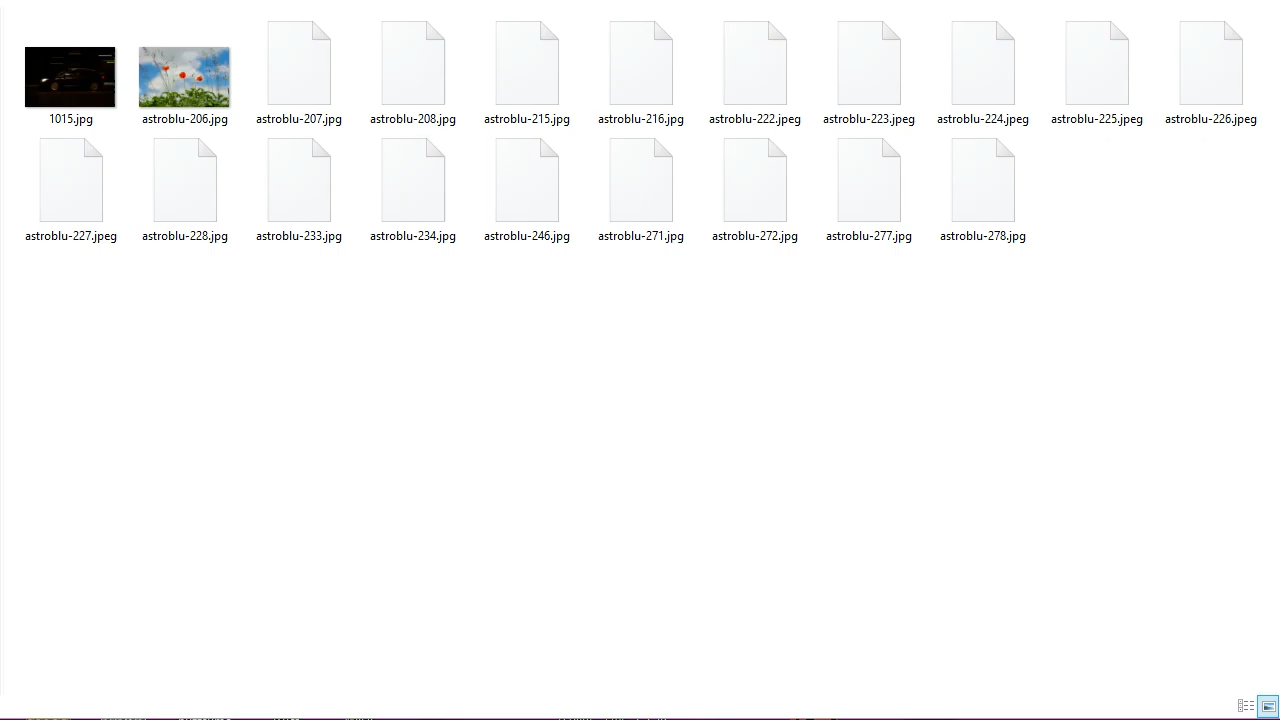 1015.jpg astroblu-206.jpg astroblu-207.jpg astroblu-208.jpg astroblu-215.jpg astroblu-216.jpg astroblu-222.jpeg astroblu-223.jpeg astroblu-224.jpeg astroblu-225.jpeg astroblu-226.jpeg
astroblu-227.jpeg astroblu-228.jpg astroblu-233.jpg astroblu-234.jpg astroblu-246.jpg astroblu-271.jpg astroblu-272.jpg astroblu-277.jpg astroblu-278.jpg